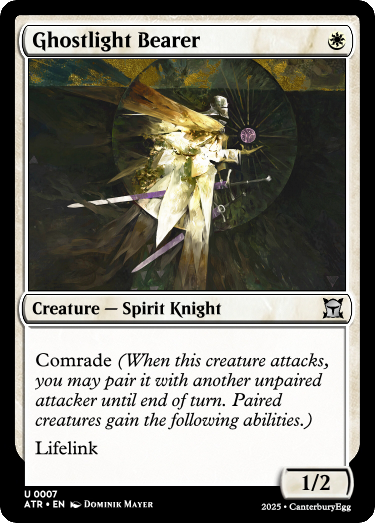 Ghostlight Bearer
Creature — Spirit Knight
Comrade (When this creature attacks,
you may pair it with another unpaired
attacker until end of turn. Paired
creatures gain the following abilities.)
Lifelink
1/2
U 0007
ATR • EN Dominik Mayer
2025 • CanterburyEgg